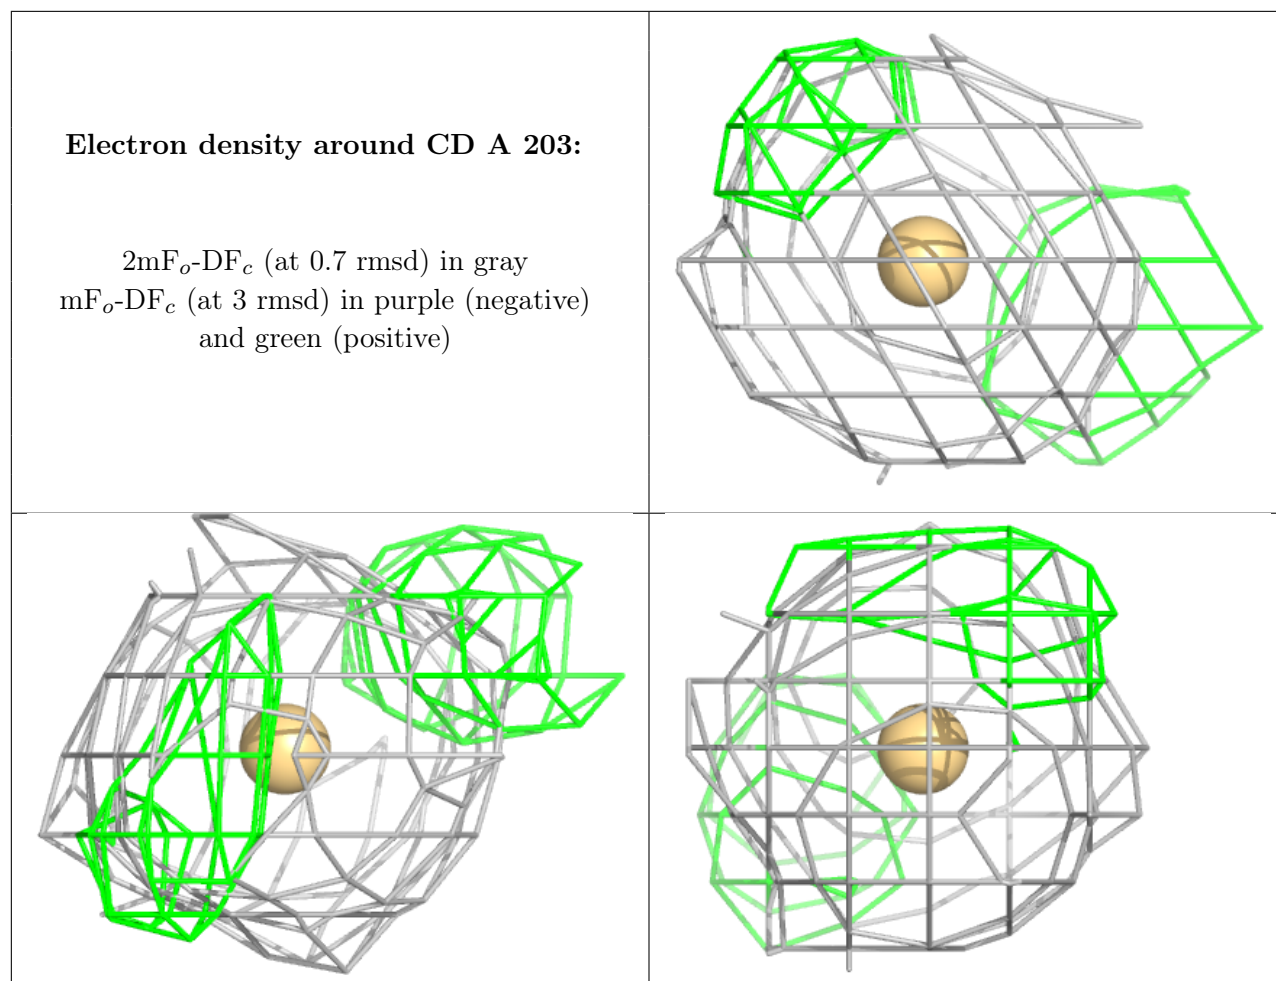 Electron density around CD A 203:
2mFo-DFc (at 0.7 rmsd) in gray
mFo-DFc (at 3 rmsd) in purple (negative)
and green (positive)